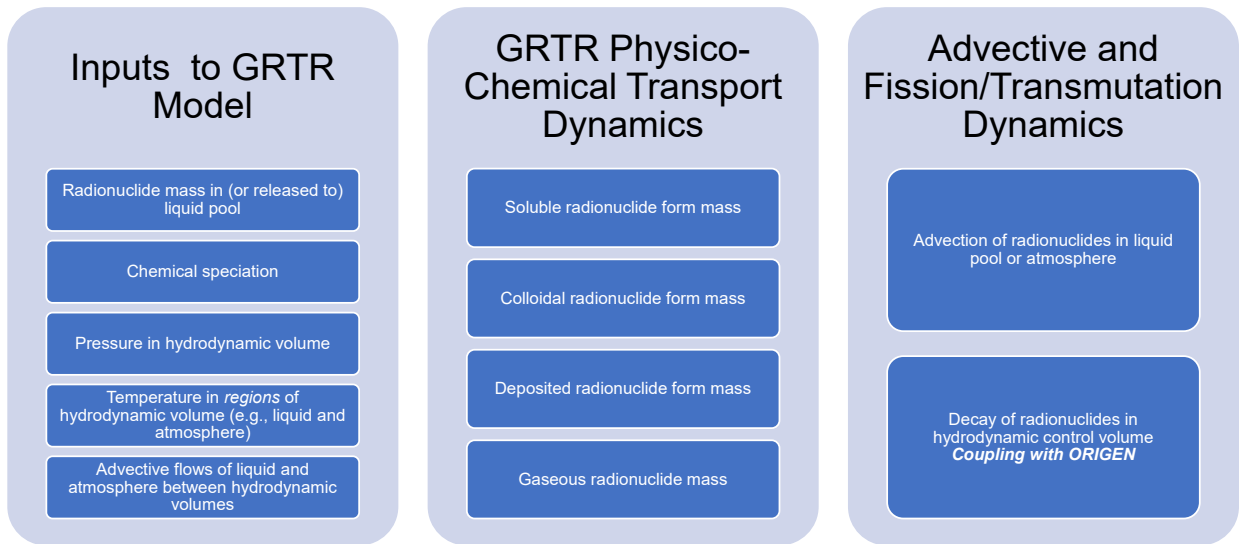 Inputs  to GRTR
Model
Radionuclide mass in (or released to)
liquid pool
Chemical speciation
Pressure in hydrodynamic volume
Temperature in regions of
hydrodynamic volume (e.g., liquid and
atmosphere)
Advective flows of liquid and
atmosphere between hydrodynamic
volumes
GRTR Physico-
Chemical Transport
Dynamics
Soluble radionuclide form mass
Colloidal radionuclide form mass
Deposited radionuclide form mass
Gaseous radionuclide mass
Advective and
Fission/Transmutation
Dynamics
Advection of radionuclides in liquid
pool or atmosphere
Decay of radionuclides in
hydrodynamic control volume
Coupling with ORIGEN